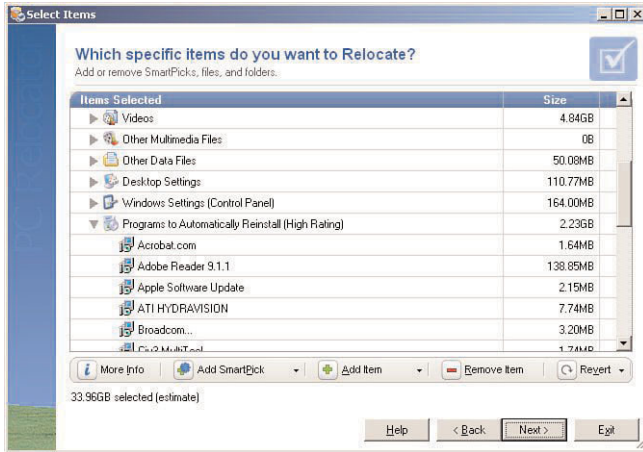 Select Items
Which specific items do you want to Relocate?
Add or remove SmartPicks, files, and folders.
Items Selected Size
Videos 4.84GB
Other Multimedia Files 0B
Other Data Files 50.08MB
Desktop Settings 110.77MB
Windows Settings (Control Panel) 164.00MB
Programs to Automatically Reinstall (High Rating) 2.23GB
Acrobat.com 1.64MB
Adobe Reader 9.1.1 138.85MB
Apple Software Update 2.15MB
ATI HYDRAVISION 7.74MB
Broadcom... 3.20MB
Civ3 MultiTool 1.74MB
More Info Add SmartPick Add Item Remove Item Revert
33.96GB selected (estimate)
Help < Back Next > Exit